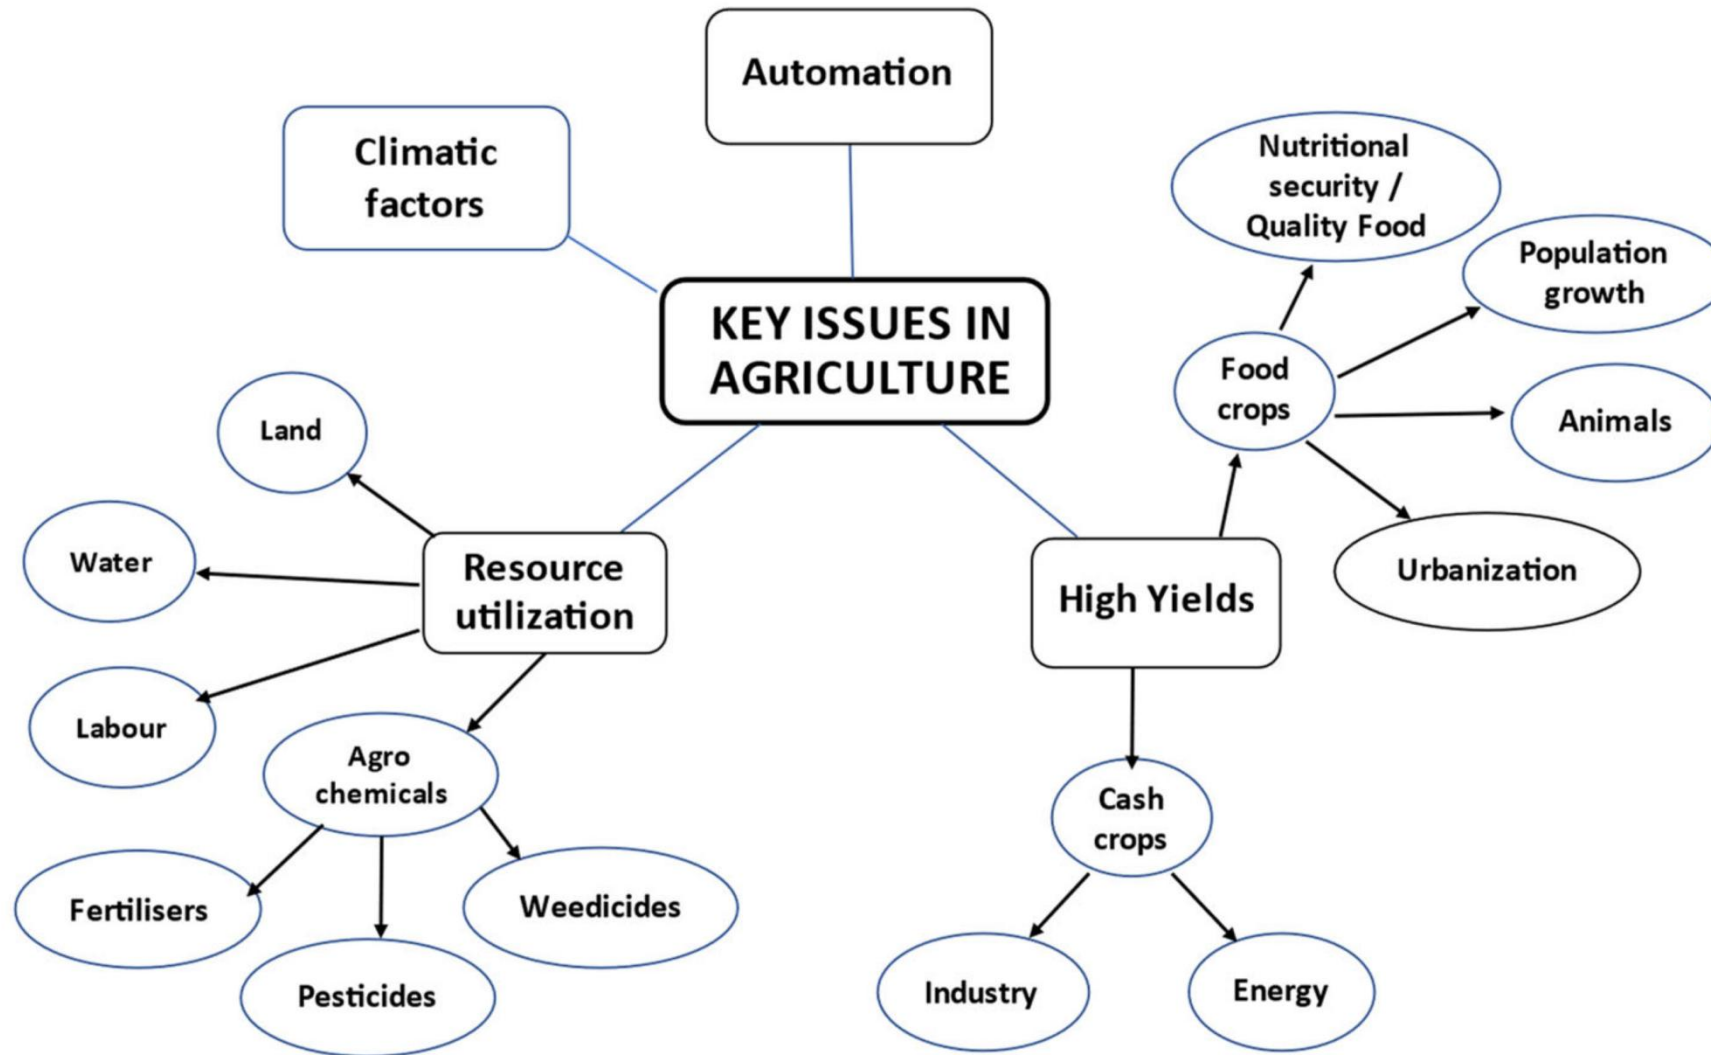 Automation
Climatic
factors
Nutritional
security /
Quality Food
Population
growth
KEY ISSUES IN
AGRICULTURE
Food
crops
Animals
Land
Water
Resource
utilization
High Yields
Urbanization
Labour
Agro
chemicals
Cash
crops
Fertilisers
Weedicides
Pesticides
Industry
Energy